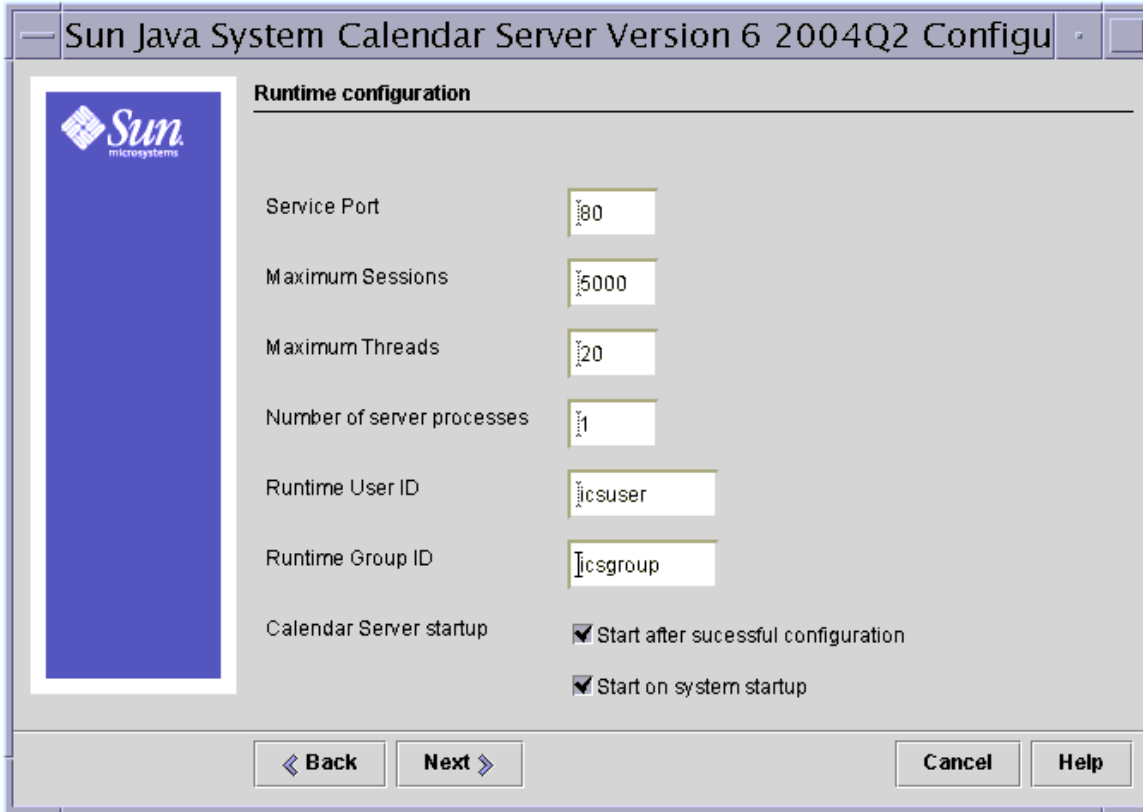 Sun Java System Calendar Server Version 6 2004Q2 Configu
Sun
microsystems
Runtime configuration
Service Port
80
Maximum Sessions
5000
Maximum Threads
20
Number of server processes
1
Runtime User ID
icsuser
Runtime Group ID
icsgroup
Calendar Server startup
Start after sucessful configuration
Start on system startup
Back
Next
Cancel
Help